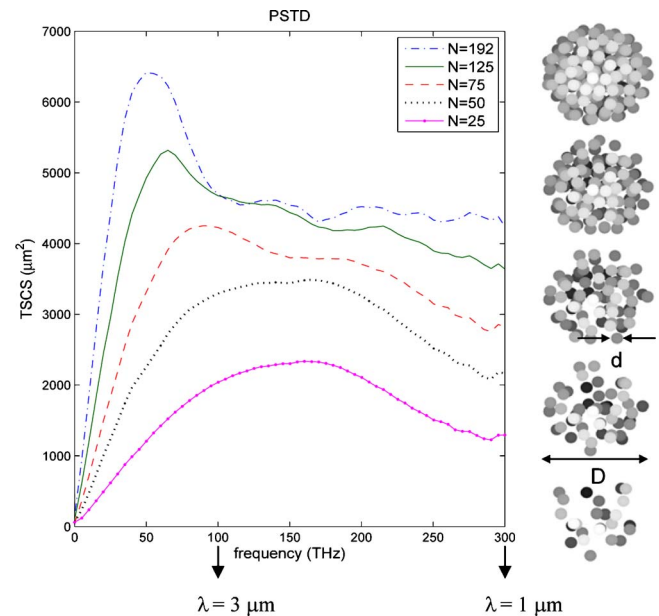 PSTD
7000
6000
5000
4000
3000
2000
1000
0
TSCS (μm²)
N=192
N=125
N=75
N=50
N=25
0 50 100 150 200 250 300
frequency (THz)
λ = 3 μm
λ = 1 μm
d
D